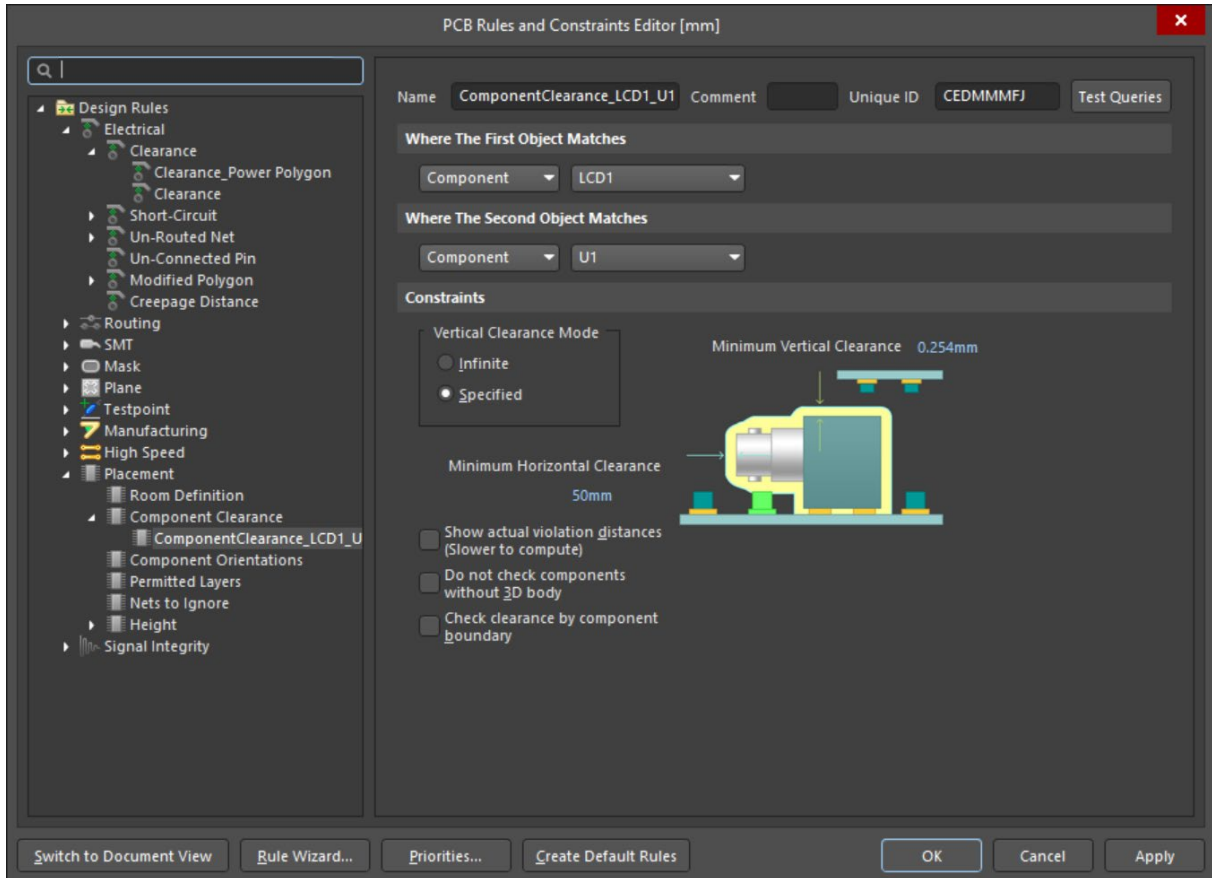 PCB Rules and Constraints Editor [mm]
Design Rules
Electrical
Clearance
Clearance_Power Polygon
Clearance
Short-Circuit
Un-Routed Net
Un-Connected Pin
Modified Polygon
Creepage Distance
Routing
SMT
Mask
Plane
Testpoint
Manufacturing
High Speed
Placement
Room Definition
Component Clearance
ComponentClearance_LCD1_U
Component Orientations
Permitted Layers
Nets to Ignore
Height
Signal Integrity
Name ComponentClearance_LCD1_U1 Comment Unique ID CEDMMMFJ Test Queries
Where The First Object Matches
Component LCD1
Where The Second Object Matches
Component U1
Constraints
Vertical Clearance Mode
Infinite
Specified
Minimum Vertical Clearance 0.254mm
Minimum Horizontal Clearance
50mm
Show actual violation distances
(Slower to compute)
Do not check components
without 3D body
Check clearance by component
boundary
Switch to Document View Rule Wizard... Priorities... Create Default Rules OK Cancel Apply